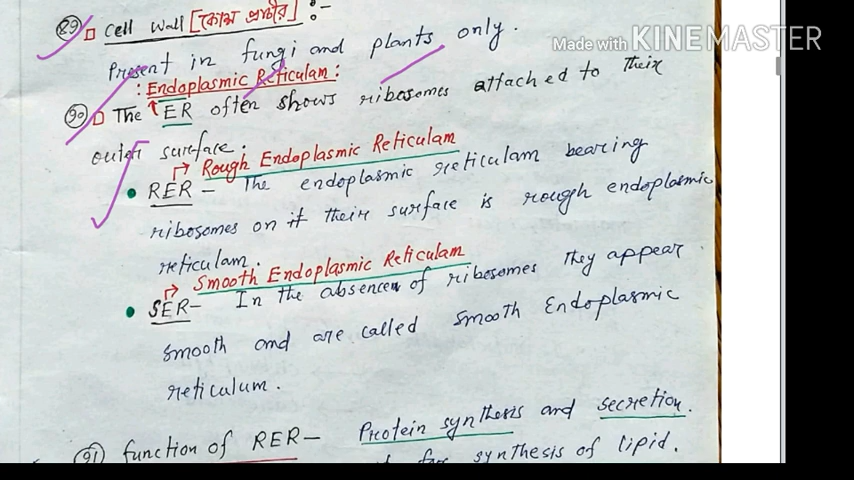 89 Cell Wall [কোষ প্রাচীর] :-
Present in fungi and plants only.
Made with KINEMASTER
: Endoplasmic Reticulam :
90 The ER often shows ribosomes attached to their
outer surface.
Rough Endoplasmic Reticulam
RER - The endoplasmic reticulam bearing
ribosomes on it their surface is rough endoplasmic
reticulam.
Smooth Endoplasmic Reticulam
SER- In the absence of ribosomes they appear
smooth and are called smooth Endoplasmic
reticulum.
91 function of RER- Protein synthesis and secretion.
for synthesis of lipid.